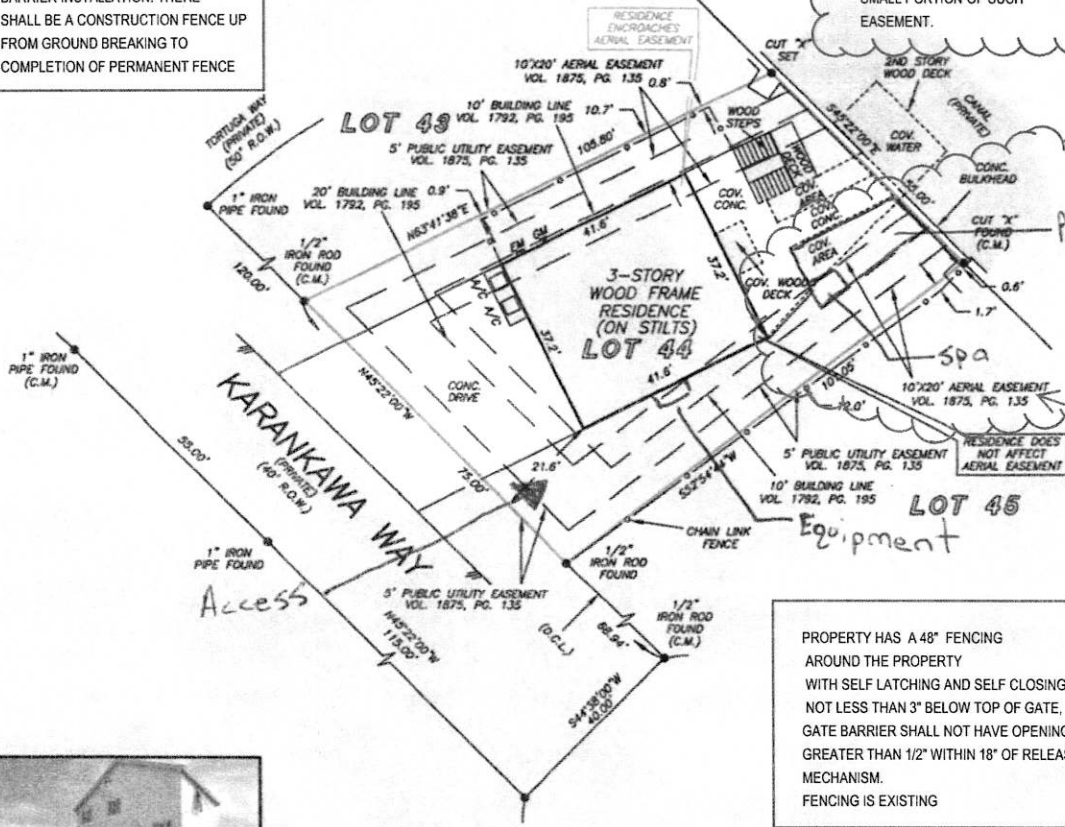 BARRIER INSTALLATION. THERE
SHALL BE A CONSTRUCTION FENCE UP
FROM GROUND BREAKING TO
COMPLETION OF PERMANENT FENCE
SMALL PORTION OF SUCH
EASEMENT.
RESIDENCE
ENCROACHES
AERIAL EASEMENT
CUT "X"
SET
2ND STORY
WOOD DECK
CANAL
(PRIVATE)
S45°22'00"E
55.00'
COV.
WATER
CONC.
BULKHEAD
CUT "X"
FOUND
(C.M.)
10'X20' AERIAL EASEMENT
VOL. 1875, PG. 135
0.8'
10.7'
WOOD
STEPS
LOT 43
10' BUILDING LINE
VOL. 1792, PG. 195
105.80'
5' PUBLIC UTILITY EASEMENT
VOL. 1875, PG. 135
TORTUGA WAY
(PRIVATE)
(50' R.O.W.)
20' BUILDING LINE
VOL. 1792, PG. 195
0.9'
N63°41'38"E
1" IRON
PIPE FOUND
1/2"
IRON ROD
FOUND
(C.M.)
120.00'
EM
GM
41.6'
COV.
CONC.
WOOD
DECK
COV.
AREA
COV.
CONC.
COV.
AREA
A/C
A/C
37.2'
37.2'
3-STORY
WOOD FRAME
RESIDENCE
(ON STILTS)
LOT 44
COV. WOOD
DECK
0.6'
1.7'
Spa
41.6'
10'X20' AERIAL EASEMENT
VOL. 1875, PG. 135
1" IRON
PIPE FOUND
(C.M.)
CONC.
DRIVE
N45°22'00"W
75.00'
KARANKAWA WAY
(PRIVATE)
(40' R.O.W.)
55.00'
21.6'
5' PUBLIC UTILITY EASEMENT
VOL. 1875, PG. 135
RESIDENCE DOES
NOT AFFECT
AERIAL EASEMENT
10' BUILDING LINE
VOL. 1792, PG. 195
LOT 45
CHAIN LINK
FENCE
Equipment
1" IRON
PIPE FOUND
Access
1/2"
IRON ROD
FOUND
5' PUBLIC UTILITY EASEMENT
VOL. 1875, PG. 135
N45°22'00"W
115.00'
(O.C.L.)
68.94'
1/2"
IRON ROD
FOUND
(C.M.)
S44°38'00"W
40.00'
PROPERTY HAS A 48" FENCING
AROUND THE PROPERTY
WITH SELF LATCHING AND SELF CLOSING
NOT LESS THAN 3" BELOW TOP OF GATE,
GATE BARRIER SHALL NOT HAVE OPENING
GREATER THAN 1/2" WITHIN 18" OF
MECHANISM.
FENCING IS EXISTING